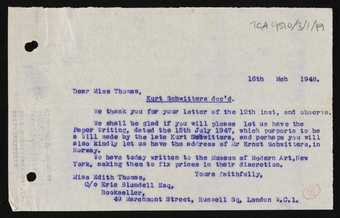 TGA 9510/3/1/49
16th Mch 1948.
Dear Miss Thomas,
Kurt Schwitters dec'd.
We thank you for your letter of the 12th inst, and observe.
We shall be glad if you will please let us have the
Paper Writing, dated the 15th July 1947, which purports to be
a Will made by the late Kurt Schwitters, and perhaps you will
also kindly let us have the address of Mr Ernst Schwitters, in
Norway.
We have today written to the Museum of Modern Art, New
York, asking them to fix prices in their discretion.
Yours faithfully,
Miss Edith Thomas,
C/o Eric Blundell Esq,
Bookseller,
49 Marchmont Street, Russell Sq, London W.C.1.